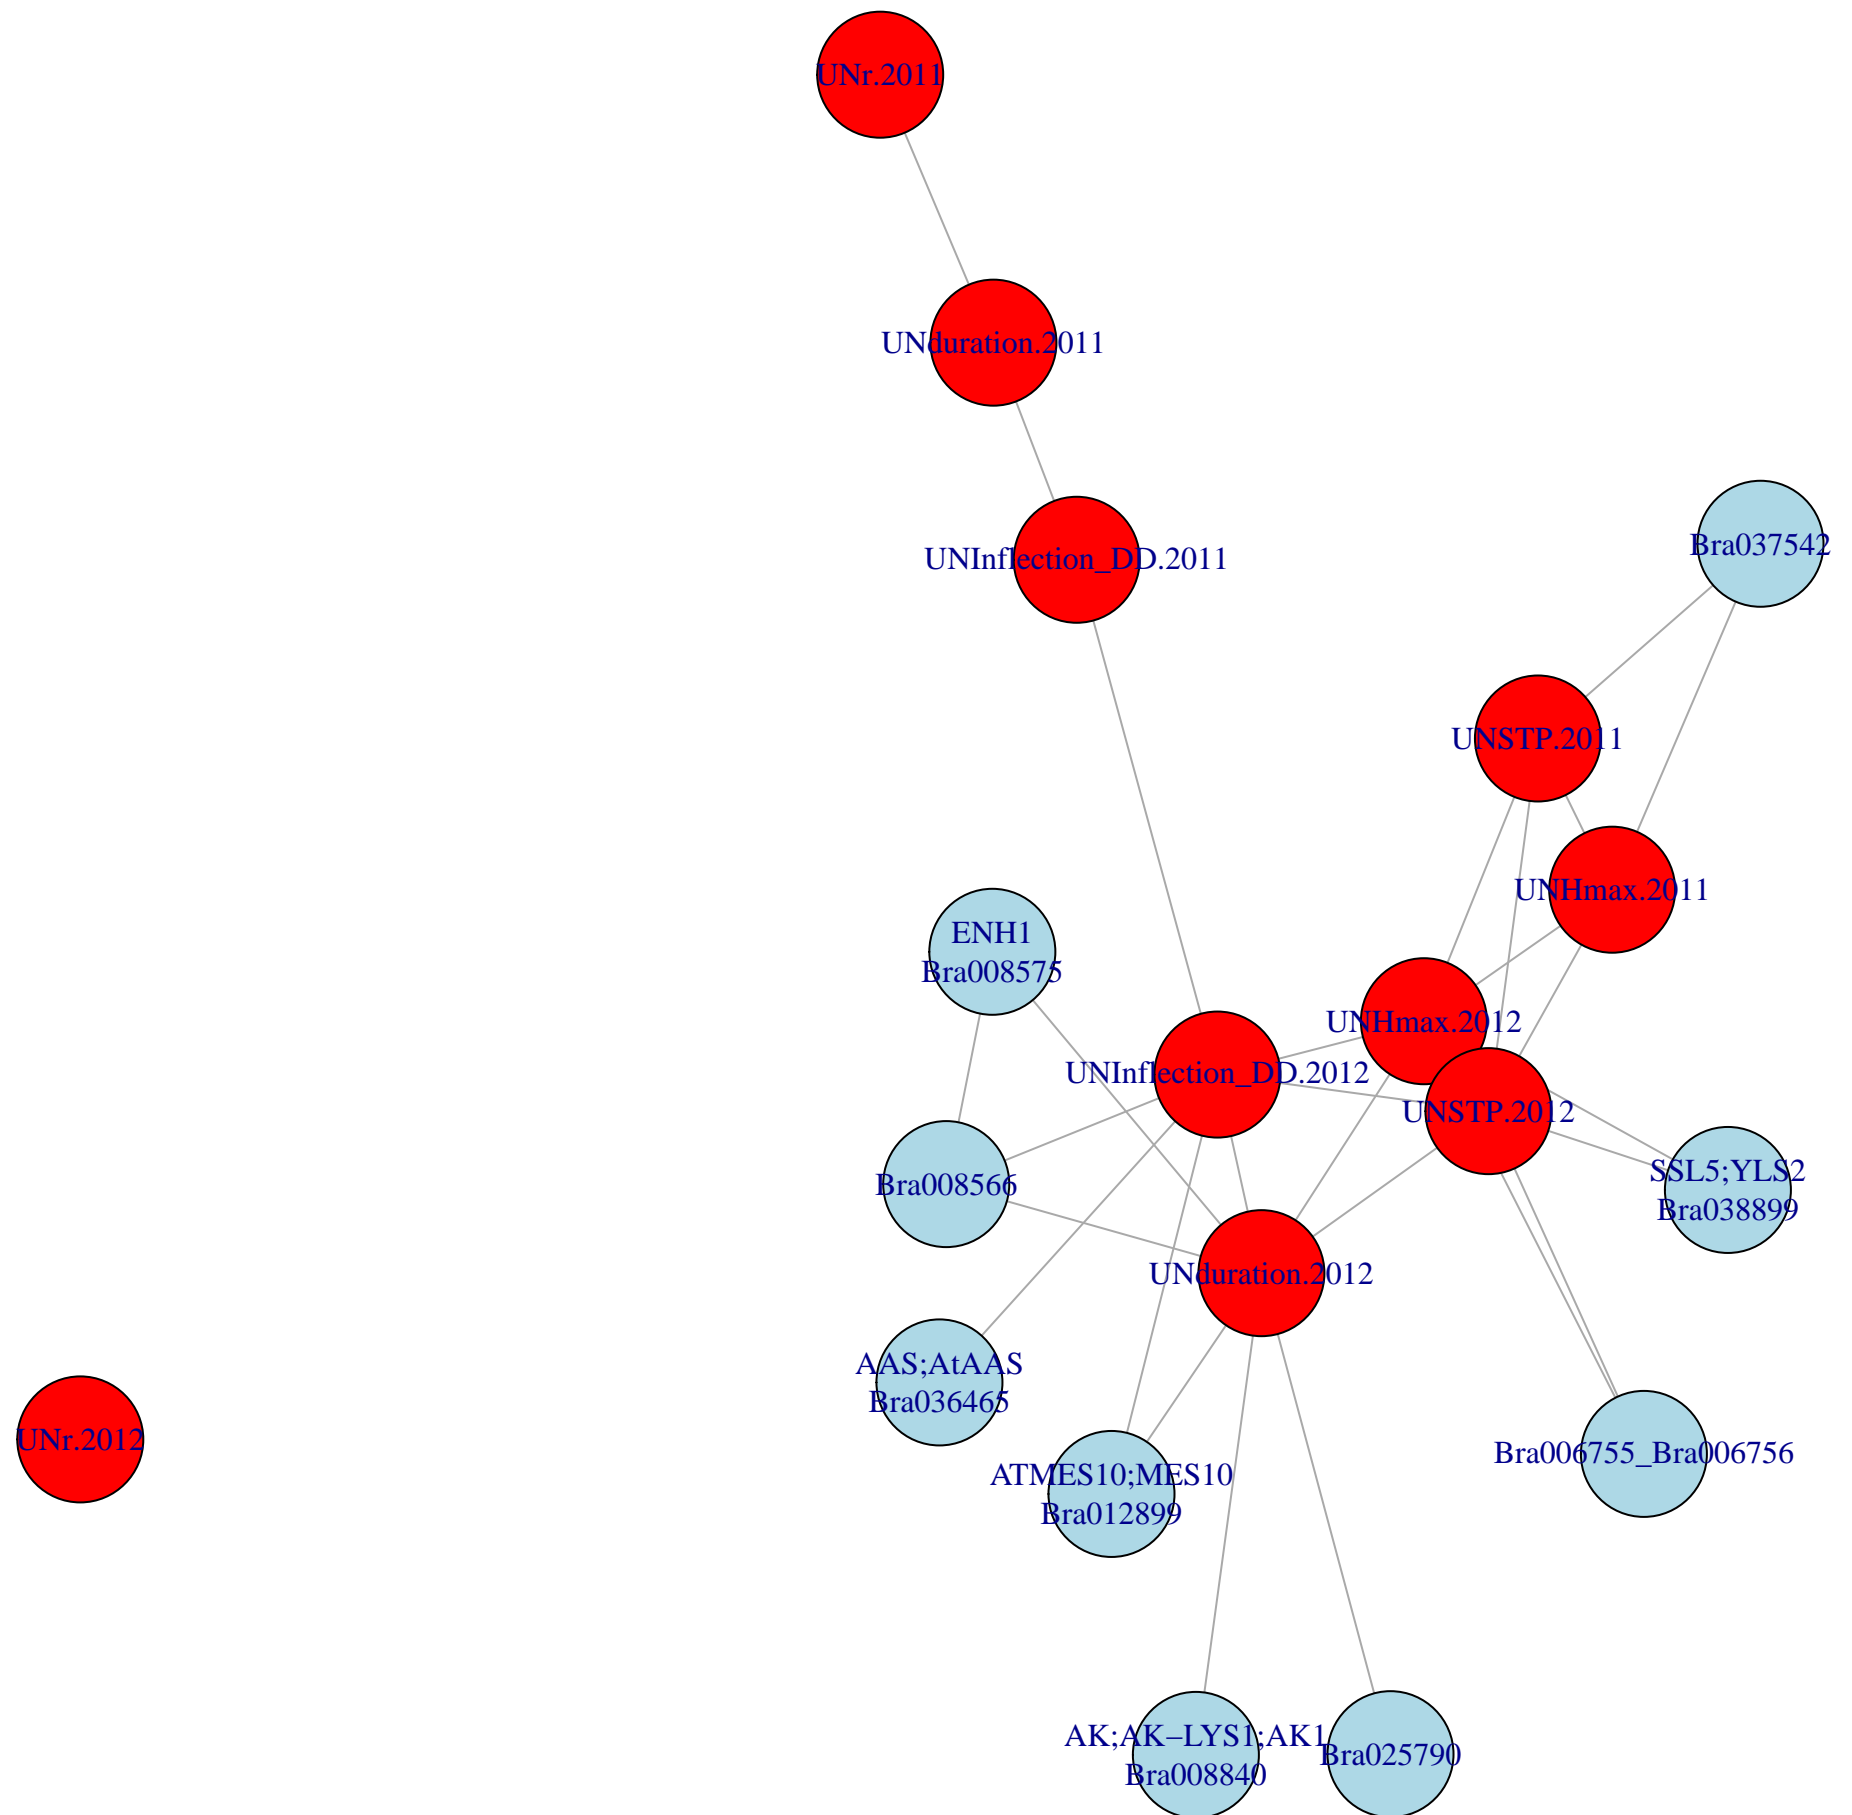 UNr.2011
UNduration.2011
Bra037542
UNInflection_DD.2011
UNSTP.2011
UNHmax.2011
ENH1
Bra008575
UNHmax.2012
UNInflection_DD.2012
UNSTP.2012
SSL5;YLS2
Bra038899
Bra008566
UNduration.2012
AAS;AtAAS
Bra036465
UNr.2012
Bra006755_Bra006756
ATMES10;MES10
Bra012899
AK;AK−LYS1;AK1
Bra008840
Bra025790